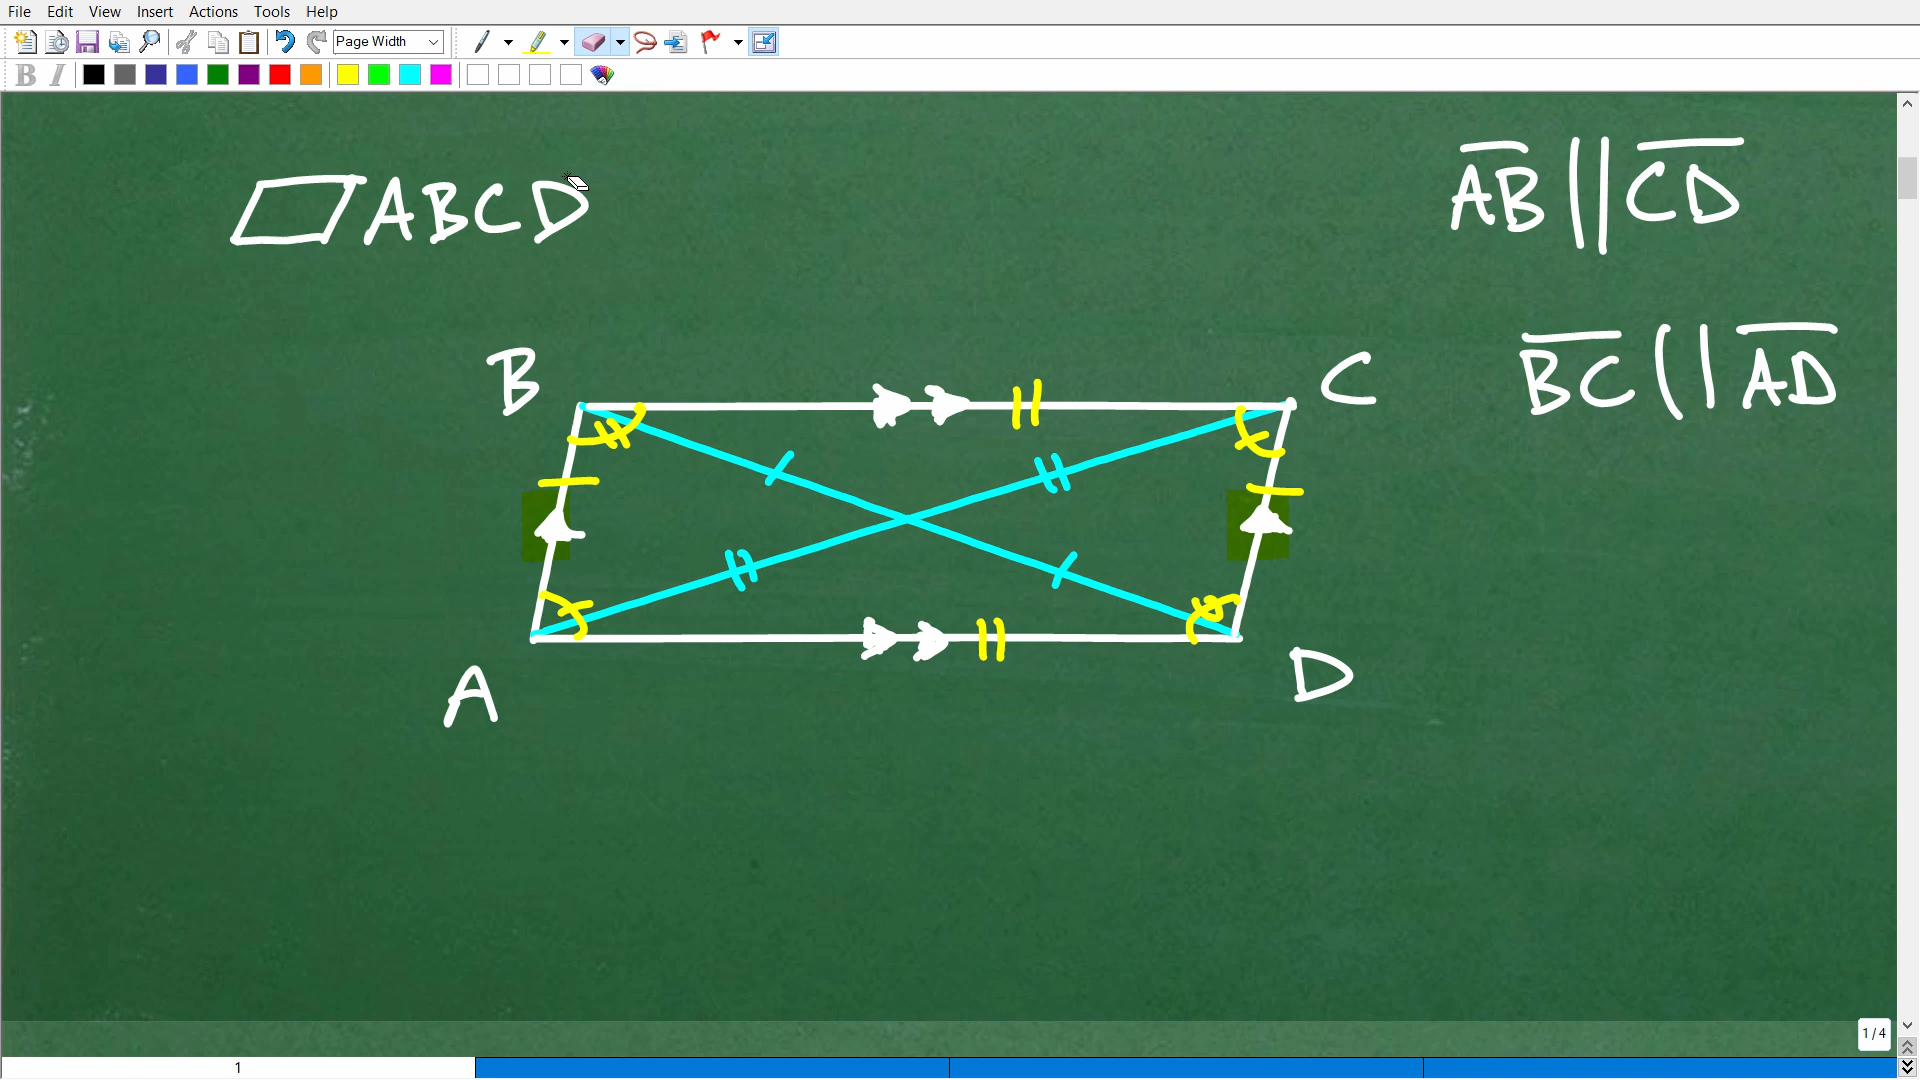 File Edit View Insert Actions Tools Help
Page Width
B I
▱ABCD
AB || CD
BC || AD
B C
A D
1 / 4
1